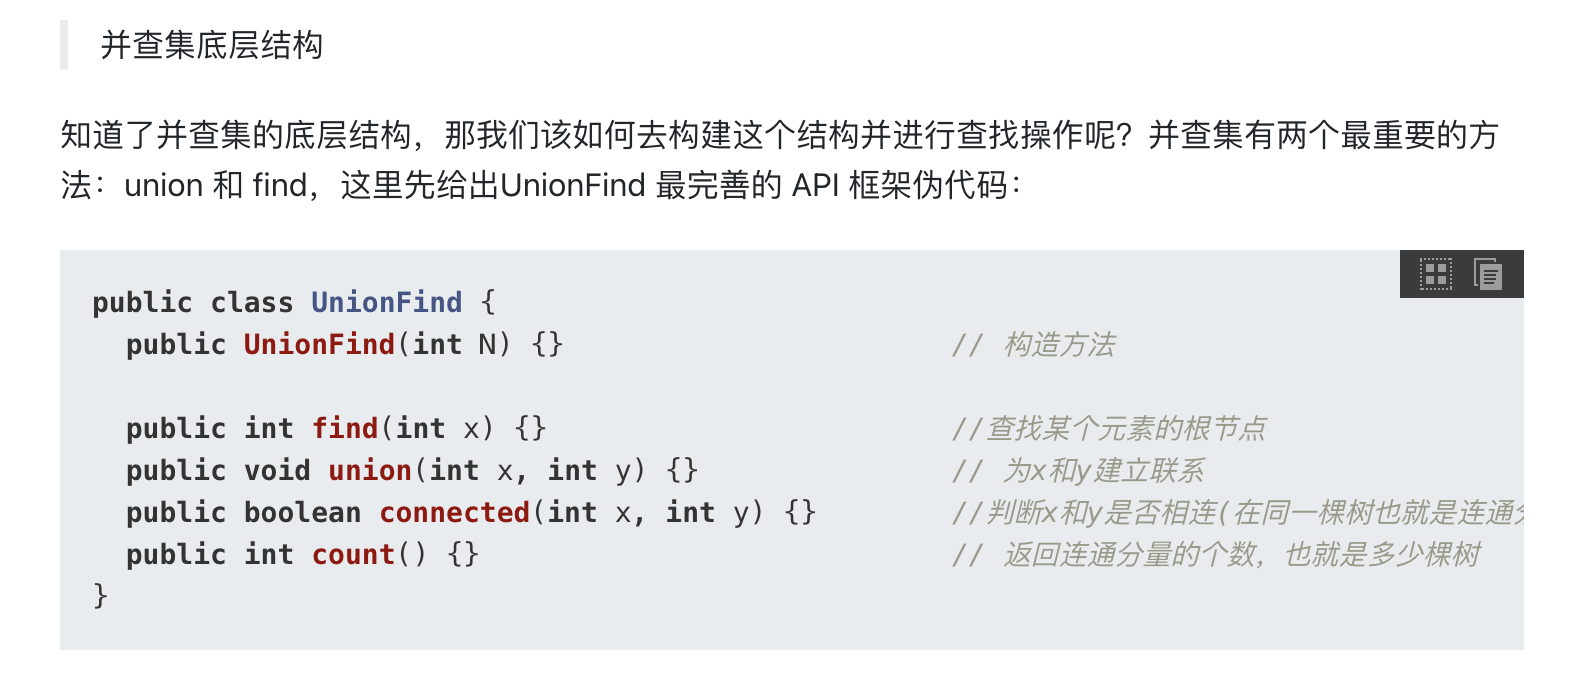 并查集底层结构
知道了并查集的底层结构，那我们该如何去构建这个结构并进行查找操作呢？并查集有两个最重要的方
法：union 和 find，这里先给出UnionFind 最完善的 API 框架伪代码：
public class UnionFind {
  public UnionFind(int N) {}                       // 构造方法
  public int find(int x) {}                        //查找某个元素的根节点
  public void union(int x, int y) {}               // 为x和y建立联系
  public boolean connected(int x, int y) {}        //判断x和y是否相连(在同一棵树也就是连通
  public int count() {}                            // 返回连通分量的个数，也就是多少棵树
}